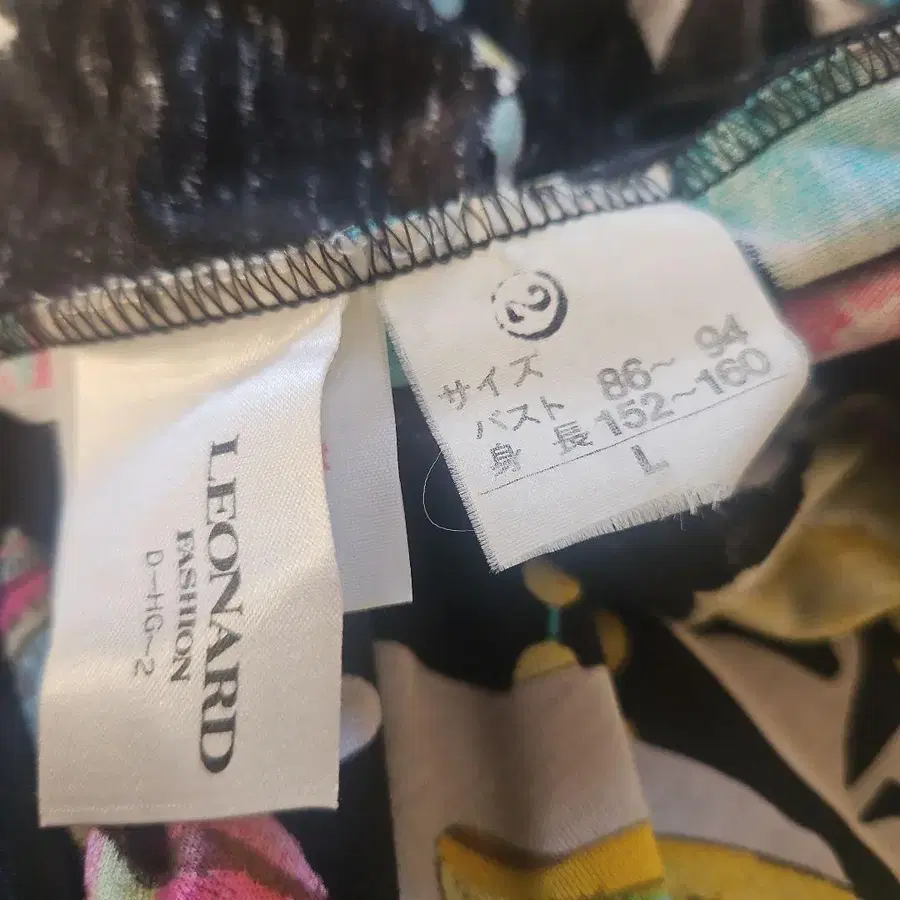 LEONARD
FASHION
D-HG-2
②
サイズ
バスト 86~ 94
身 長 152~160
L